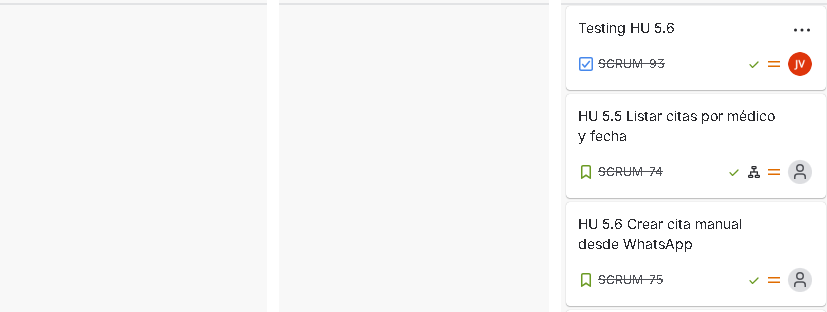 Testing HU 5.6
SCRUM-93
JV
HU 5.5 Listar citas por médico
y fecha
SCRUM-74
HU 5.6 Crear cita manual
desde WhatsApp
SCRUM-75